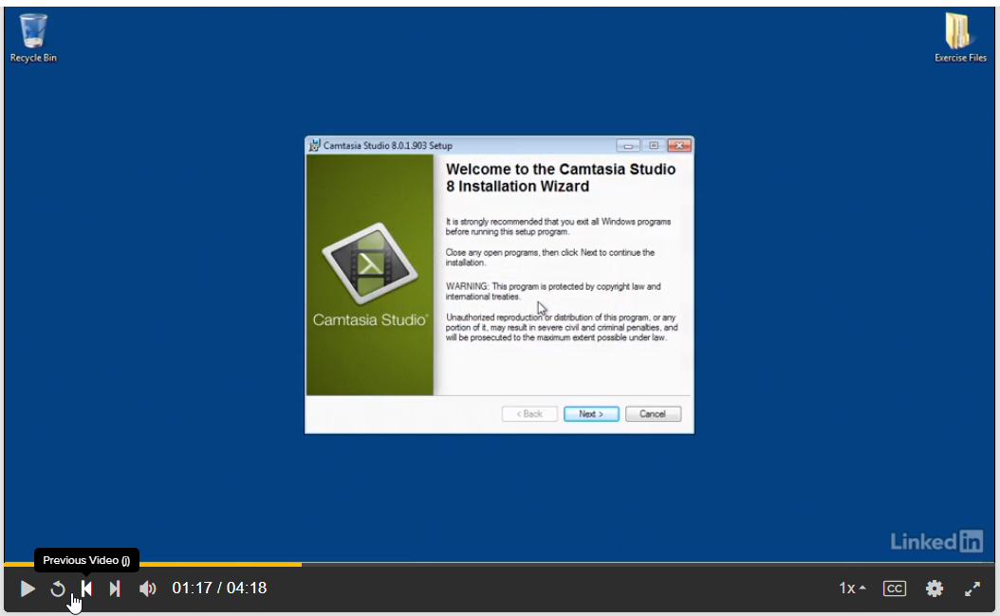 Recycle Bin
Exercise Files
Camtasia Studio 8.0.1.903 Setup
Welcome to the Camtasia Studio
8 Installation Wizard
It is strongly recommended that you exit all Windows programs
before running this setup program.
Close any open programs, then click Next to continue the
installation.
WARNING: This program is protected by copyright law and
international treaties.
Unauthorized reproduction or distribution of this program, or any
portion of it, may result in severe civil and criminal penalties, and
will be prosecuted to the maximum extent possible under law.
Camtasia Studio®
< Back
Next >
Cancel
Linked in
Previous Video (j)
01:17 / 04:18
1x
CC